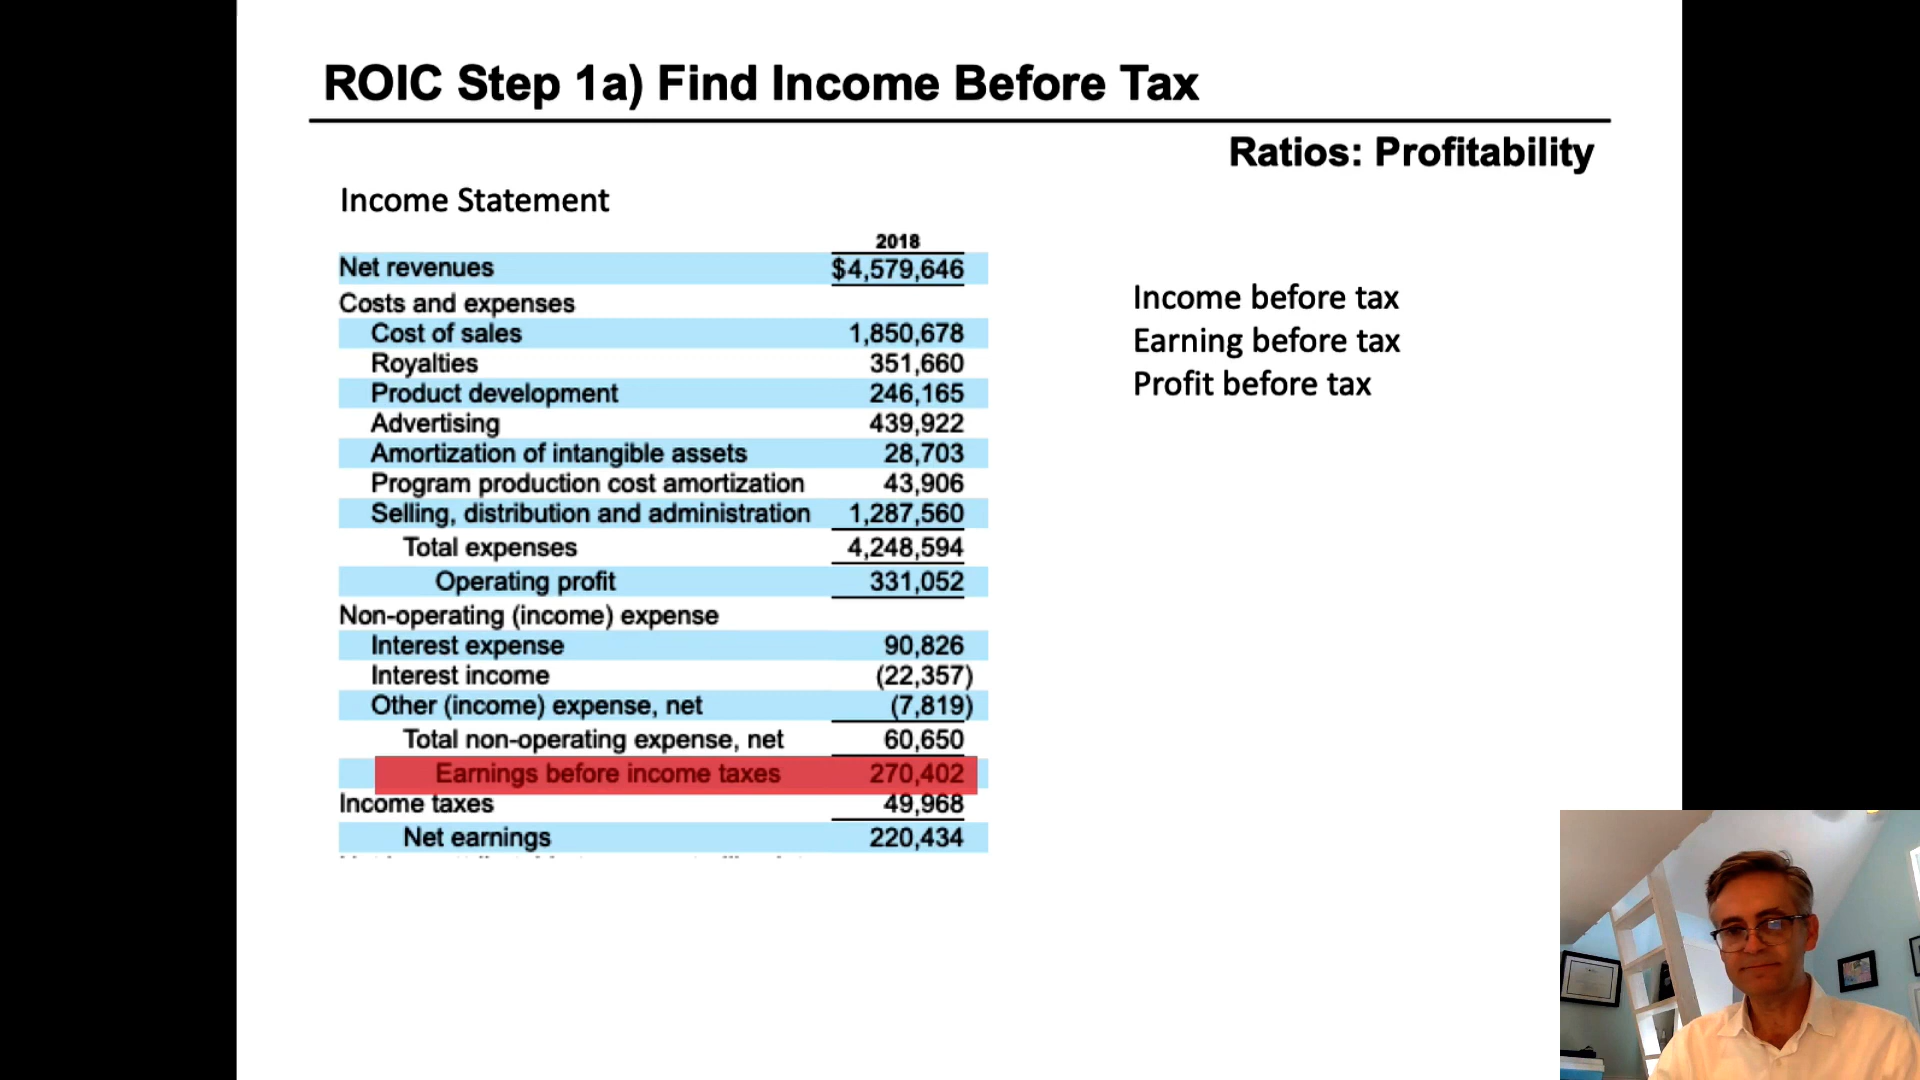 ROIC Step 1a) Find Income Before Tax
Ratios: Profitability
Income Statement
2018
Net revenues $4,579,646
Costs and expenses
Cost of sales 1,850,678
Royalties 351,660
Product development 246,165
Advertising 439,922
Amortization of intangible assets 28,703
Program production cost amortization 43,906
Selling, distribution and administration 1,287,560
Total expenses 4,248,594
Operating profit 331,052
Non-operating (income) expense
Interest expense 90,826
Interest income (22,357)
Other (income) expense, net (7,819)
Total non-operating expense, net 60,650
Earnings before income taxes 270,402
Income taxes 49,968
Net earnings 220,434
Income before tax
Earning before tax
Profit before tax